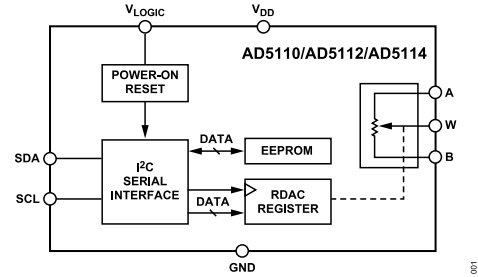 VLOGIC
VDD
AD5110/AD5112/AD5114
POWER-ON
RESET
A
W
B
DATA
EEPROM
SDA
SCL
I2C
SERIAL
INTERFACE
DATA
RDAC
REGISTER
GND
001